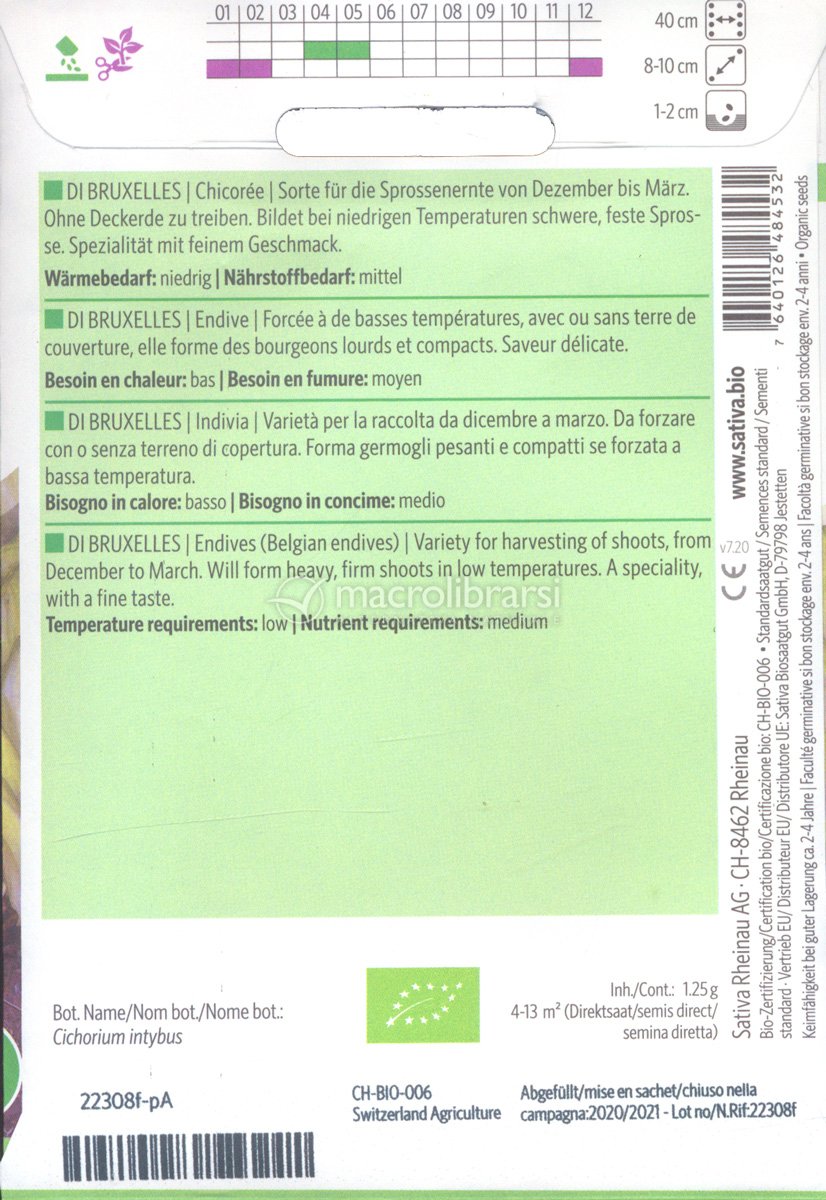 01 02 03 04 05 06 07 08 09 10 11 12
40 cm
8-10 cm
1-2 cm
DI BRUXELLES | Chicorée | Sorte für die Sprossenernte von Dezember bis März.
Ohne Deckerde zu treiben. Bildet bei niedrigen Temperaturen schwere, feste Spros-
se. Spezialität mit feinem Geschmack.
Wärmebedarf: niedrig | Nährstoffbedarf: mittel
DI BRUXELLES | Endive | Forcée à de basses températures, avec ou sans terre de
couverture, elle forme des bourgeons lourds et compacts. Saveur délicate.
Besoin en chaleur: bas | Besoin en fumure: moyen
DI BRUXELLES | Indivia | Varietà per la raccolta da dicembre a marzo. Da forzare
con o senza terreno di copertura. Forma germogli pesanti e compatti se forzata a
bassa temperatura.
Bisogno in calore: basso | Bisogno in concime: medio
DI BRUXELLES | Endives (Belgian endives) | Variety for harvesting of shoots, from
December to March. Will form heavy, firm shoots in low temperatures. A speciality,
with a fine taste.
Temperature requirements: low | Nutrient requirements: medium
macrolibrarsi
7 640126 484532
www.sativa.bio
v7.20
CE
Sativa Rheinau AG · CH-8462 Rheinau
Bio-Zertifizierung/Certification bio/Certificazione bio: CH-BIO-006 • Standardsaatgut / Semences standard / Sementi
standard · Vertrieb EU/ Distributeur EU/ Distributore UE: Sativa Biosaatgut GmbH, D-79798 Jestetten
Keimfähigkeit bei guter Lagerung ca. 2-4 Jahre | Faculté germinative si bon stockage env. 2-4 ans | Facoltà germinative si bon stockage env. 2-4 anni • Organic seeds
Bot. Name/Nom bot./Nome bot.:
Cichorium intybus
Inh./Cont.: 1.25 g
4-13 m² (Direktsaat/semis direct/
semina diretta)
22308f-pA
CH-BIO-006
Switzerland Agriculture
Abgefüllt/mise en sachet/chiuso nella
campagna:2020/2021 - Lot no/N.Rif:22308f